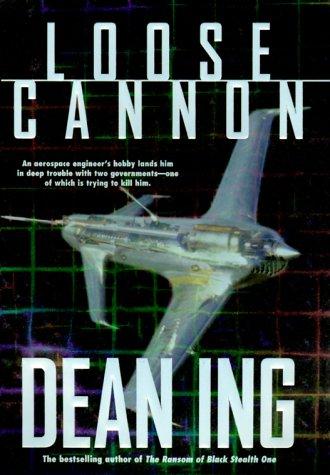 LOOSE
CANNON
An aerospace engineer's hobby lands him
in deep trouble with two governments—one
of which is trying to kill him.
DEAN ING
The bestselling author of The Ransom of Black Stealth One